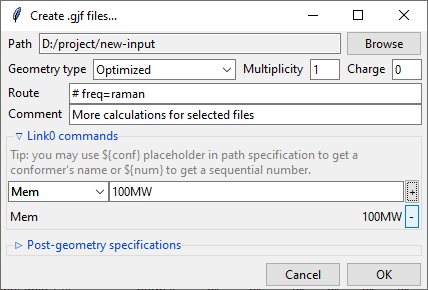 Create .gjf files...
Path D:/project/new-input Browse
Geometry type Optimized Multiplicity 1 Charge 0
Route # freq=raman
Comment More calculations for selected files
Link0 commands
Tip: you may use ${conf} placeholder in path specification to get a
conformer's name or ${num} to get a sequential number.
Mem 100MW +
Mem 100MW -
Post-geometry specifications
Cancel OK